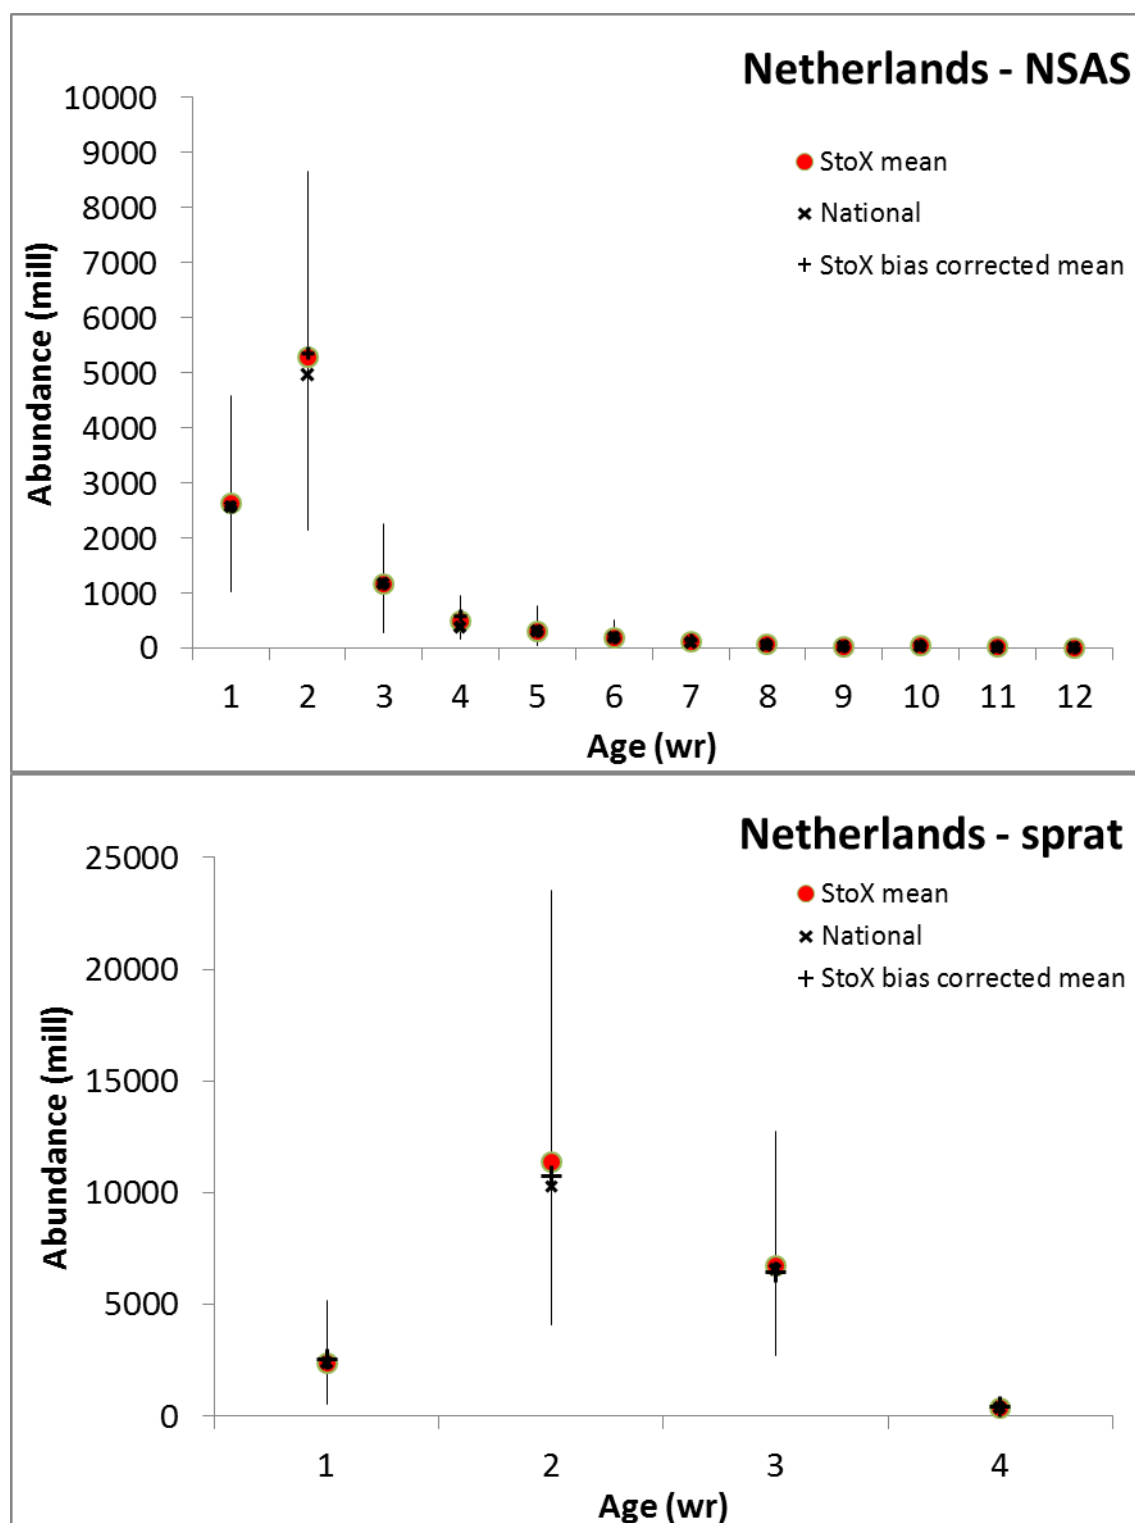 Netherlands - NSAS
StoX mean
National
StoX bias corrected mean
10000
9000
8000
7000
6000
5000
4000
3000
2000
1000
0
Abundance (mill)
1 2 3 4 5 6 7 8 9 10 11 12
Age (wr)
Netherlands - sprat
StoX mean
National
StoX bias corrected mean
25000
20000
15000
10000
5000
0
Abundance (mill)
1 2 3 4
Age (wr)